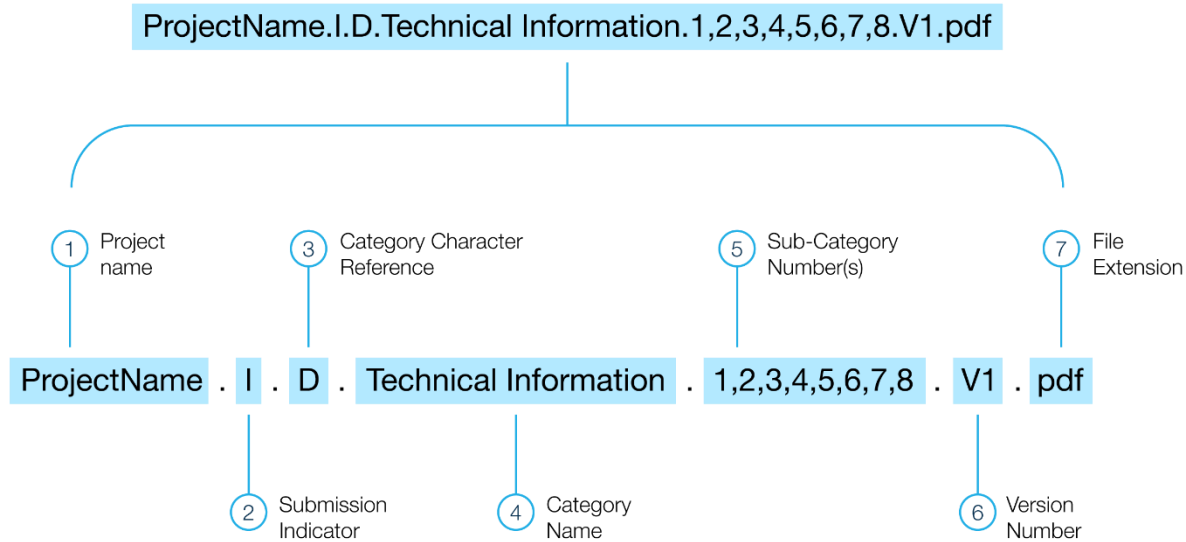 ProjectName.I.D.Technical Information.1,2,3,4,5,6,7,8.V1.pdf
1 Project
name
3 Category Character
Reference
5 Sub-Category
Number(s)
7 File
Extension
ProjectName . I . D . Technical Information . 1,2,3,4,5,6,7,8 . V1 . pdf
2 Submission
Indicator
4 Category
Name
6 Version
Number